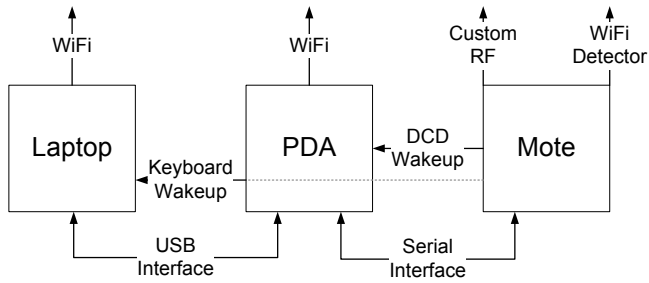 WiFi
WiFi
Custom
RF
WiFi
Detector
Laptop
PDA
Mote
DCD
Wakeup
Keyboard
Wakeup
USB
Interface
Serial
Interface